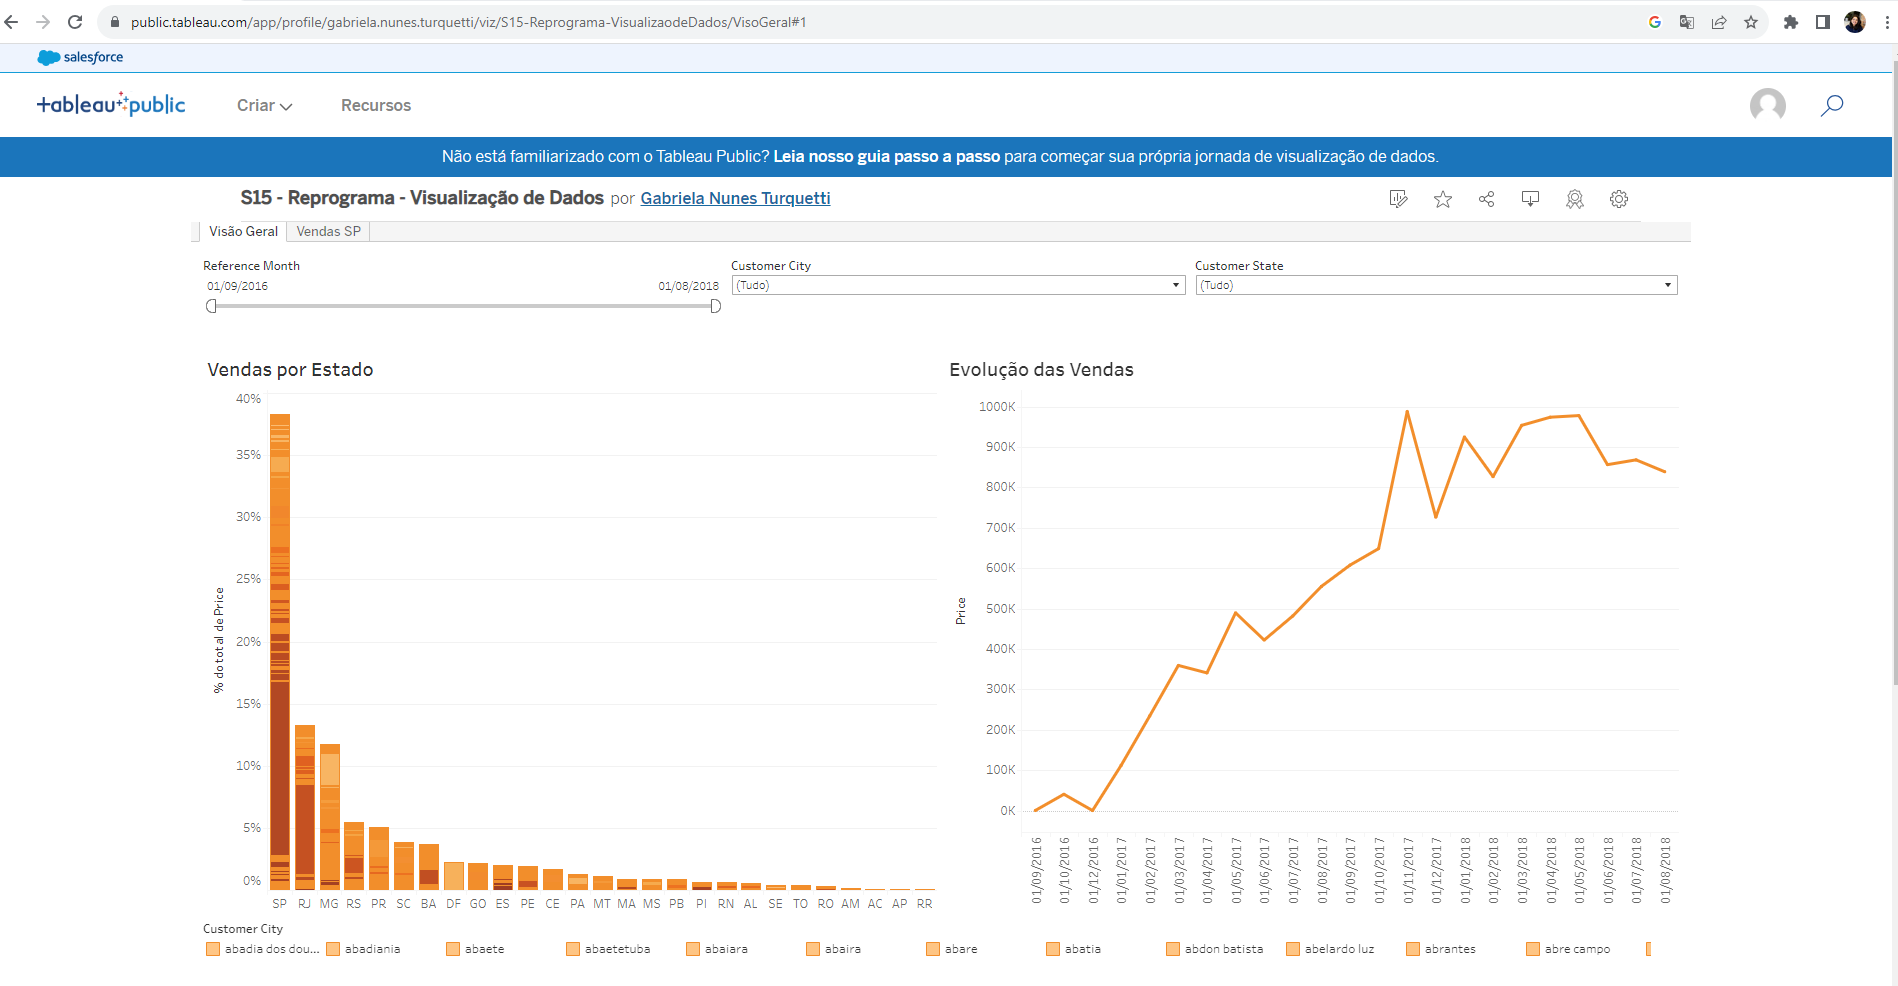 public.tableau.com/app/profile/gabriela.nunes.turquetti/viz/S15-Reprograma-VisualizaodeDados/VisoGeral#1
salesforce
+ableau public
Criar Recursos
Não está familiarizado com o Tableau Public? Leia nosso guia passo a passo para começar sua própria jornada de visualização de dados.
S15 - Reprograma - Visualização de Dados por Gabriela Nunes Turquetti
Visão Geral Vendas SP
Reference Month Customer City Customer State
01/09/2016 01/08/2018 (Tudo) (Tudo)
Vendas por Estado
40%
35%
30%
25%
20%
15%
10%
5%
0%
% do total de Price
SP RJ MG RS PR SC BA DF GO ES PE CE PA MT MA MS PB PI RN AL SE TO RO AM AC AP RR
Evolução das Vendas
1000K
900K
800K
700K
600K
500K
400K
300K
200K
100K
0K
Price
01/09/2016 01/10/2016 01/12/2016 01/01/2017 01/02/2017 01/03/2017 01/04/2017 01/05/2017 01/06/2017 01/07/2017 01/08/2017 01/09/2017 01/10/2017 01/11/2017 01/12/2017 01/01/2018 01/02/2018 01/03/2018 01/04/2018 01/05/2018 01/06/2018 01/07/2018 01/08/2018
Customer City
abadia dos dou... abadiania abaete abaetetuba abaiara abaira abare abatia abdon batista abelardo luz abrantes abre campo